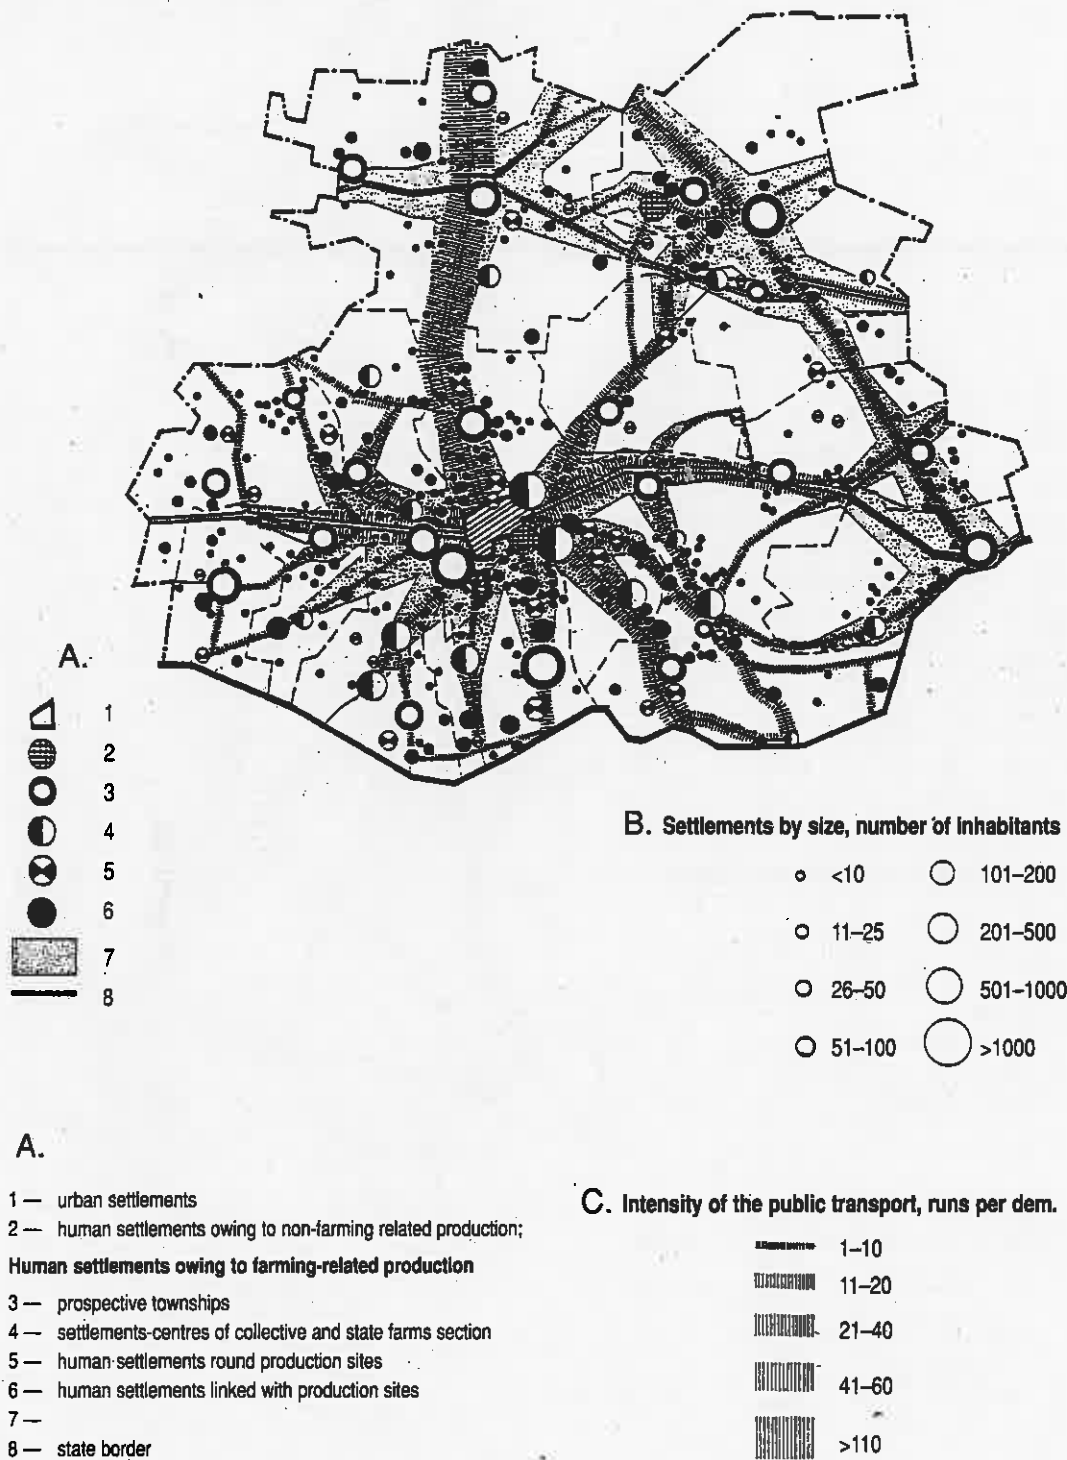 A.
1
2
3
4
5
6
7
8
B. Settlements by size, number of inhabitants
<10 101–200
11–25 201–500
26–50 501–1000
51–100 >1000
A.
1 — urban settlements
2 — human settlements owing to non-farming related production;
Human settlements owing to farming-related production
3 — prospective townships
4 — settlements-centres of collective and state farms section
5 — human settlements round production sites
6 — human settlements linked with production sites
7 —
8 — state border
C. Intensity of the public transport, runs per dem.
1–10
11–20
21–40
41–60
>110